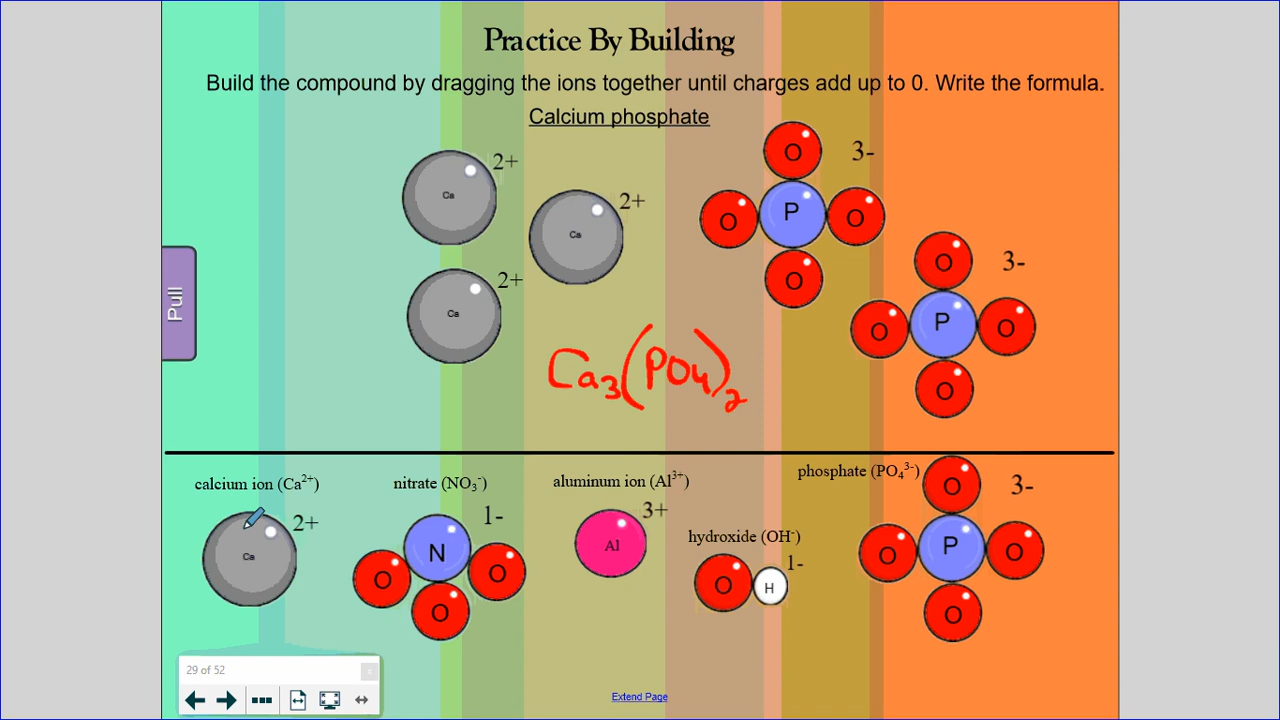 Practice By Building
Build the compound by dragging the ions together until charges add up to 0. Write the formula.
Calcium phosphate
Ca 2+
Ca 2+
Ca 2+
O 3-
O P O
O
O 3-
O P O
O
Pull
Ca₃(PO₄)₂
calcium ion (Ca²⁺)
Ca 2+
nitrate (NO₃⁻)
1-
N
O O
O
aluminum ion (Al³⁺)
Al 3+
hydroxide (OH⁻)
O H 1-
phosphate (PO₄³⁻)
O 3-
O P O
O
29 of 52
Extend Page